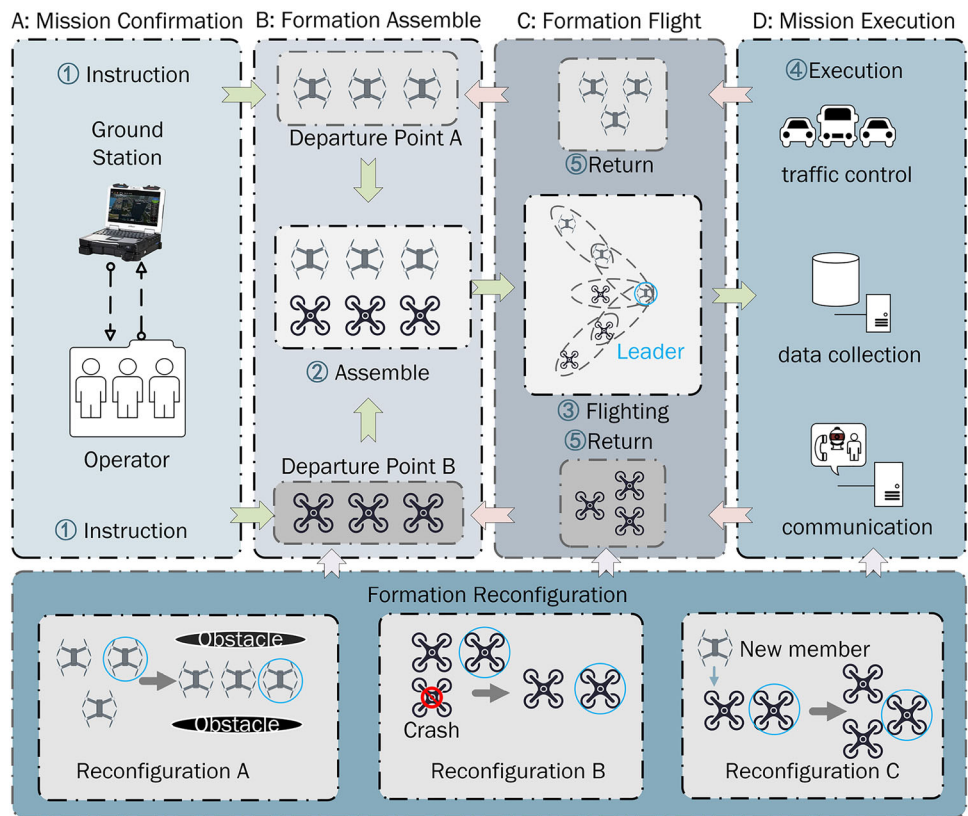 A: Mission Confirmation
① Instruction
Ground
Station
Operator
① Instruction
B: Formation Assemble
Departure Point A
② Assemble
Departure Point B
C: Formation Flight
⑤Return
Leader
③ Flighting
⑤Return
D: Mission Execution
④Execution
traffic control
data collection
communication
Formation Reconfiguration
Obstacle
Obstacle
Reconfiguration A
Crash
Reconfiguration B
New member
Reconfiguration C